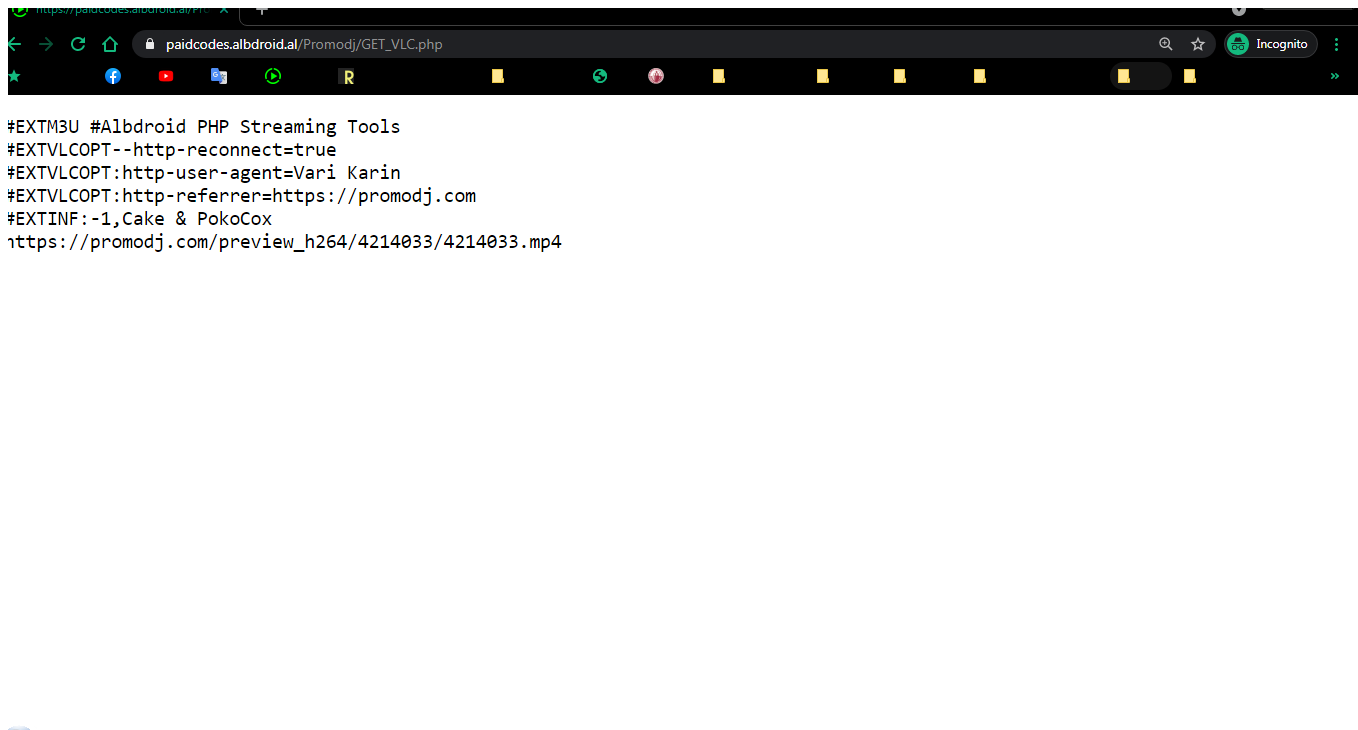 https://paidcodes.albdroid.al/Pro
paidcodes.albdroid.al/Promodj/GET_VLC.php
Incognito
R
#EXTM3U #Albdroid PHP Streaming Tools
#EXTVLCOPT--http-reconnect=true
#EXTVLCOPT:http-user-agent=Vari Karin
#EXTVLCOPT:http-referrer=https://promodj.com
#EXTINF:-1,Cake & PokoCox
https://promodj.com/preview_h264/4214033/4214033.mp4